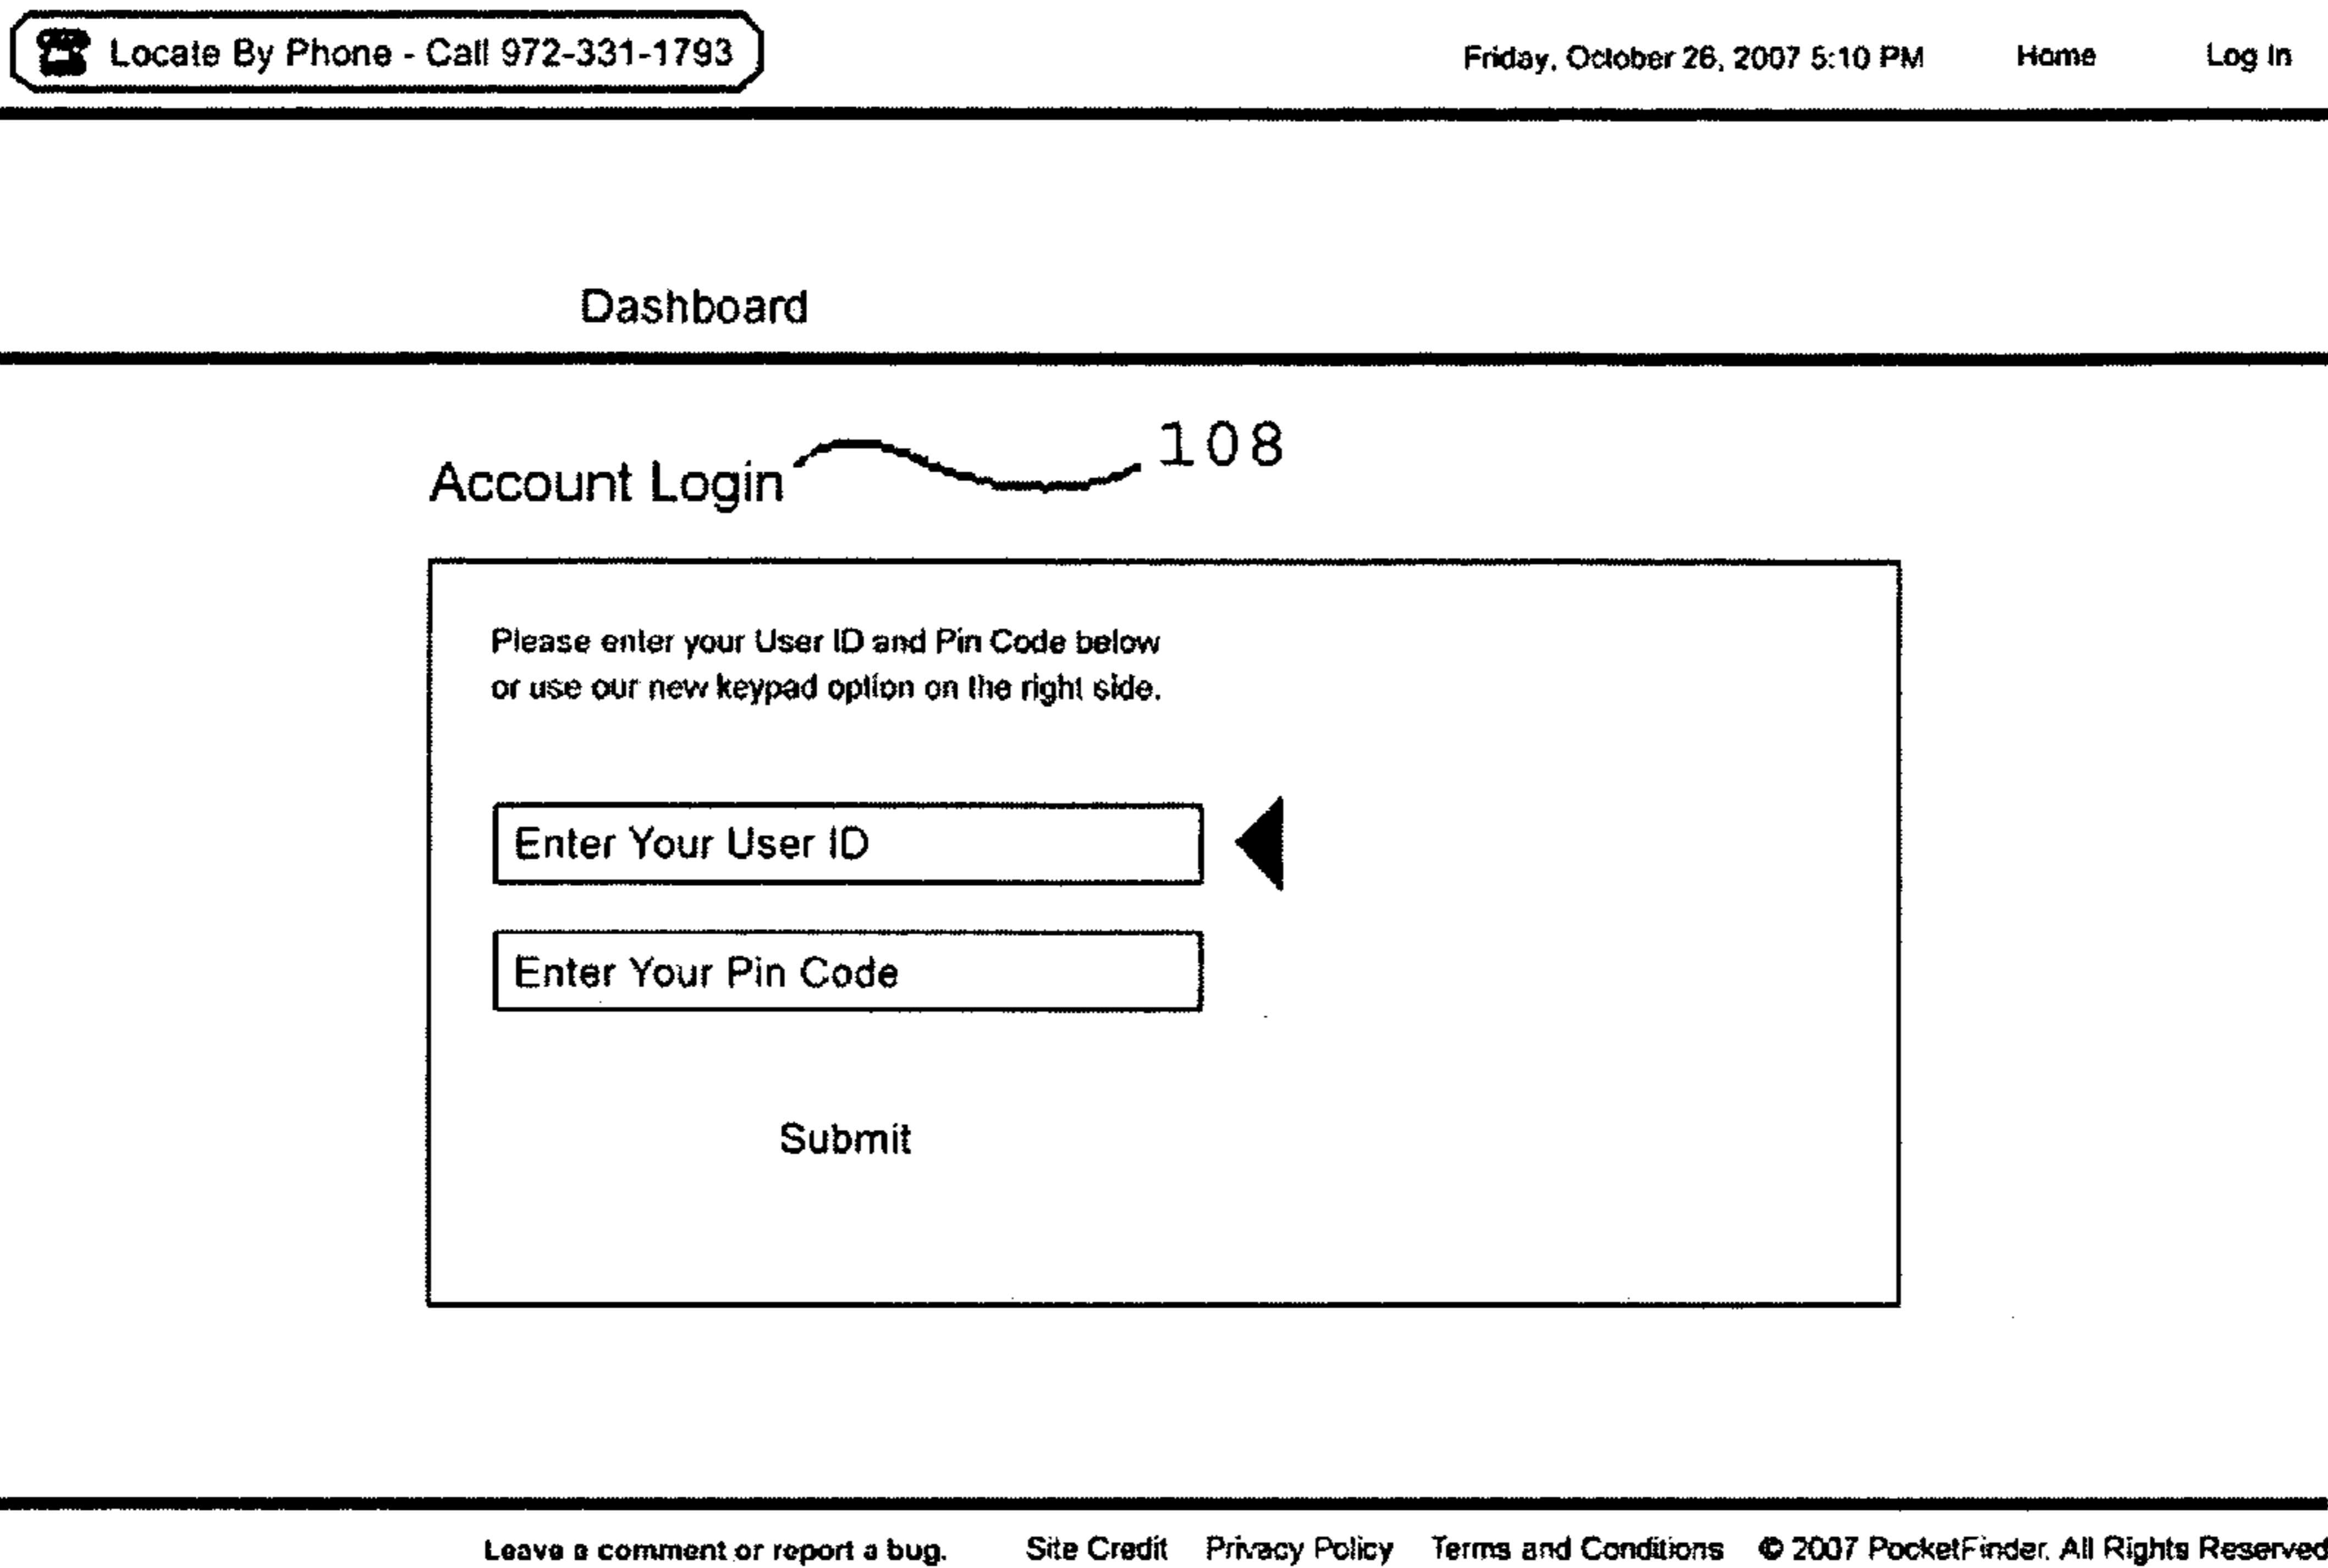 Locate By Phone - Call 972-331-1793
Friday, October 26, 2007 5:10 PM Home Log In
Dashboard
108
Account Login
Please enter your User ID and Pin Code below
or use our new keypad option on the right side.
Enter Your User ID
Enter Your Pin Code
Submit
Leave a comment or report a bug. Site Credit Privacy Policy Terms and Conditions © 2007 PocketFinder. All Rights Reserved